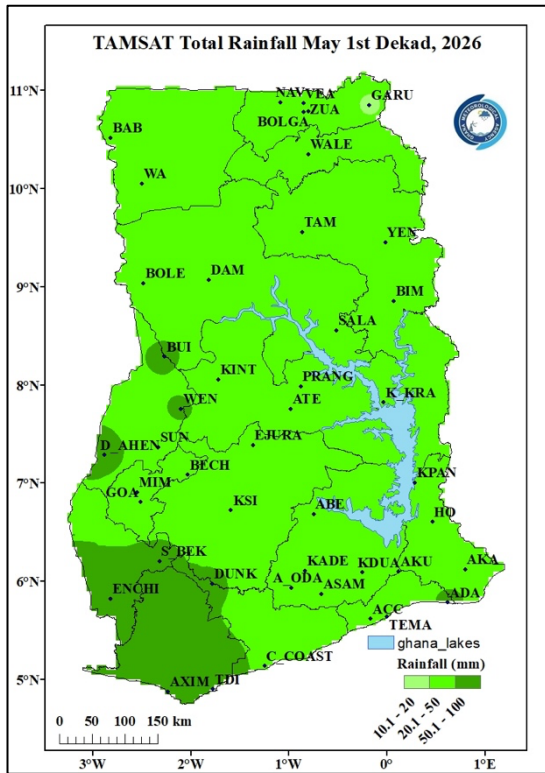 TAMSAT Total Rainfall May 1st Dekad, 2026
11°N
10°N
9°N
8°N
7°N
6°N
5°N
NAV
VEA
GARU
ZUA
BOLGA
BAB
WALE
WA
TAM
YEN
BOLE
DAM
BIM
SALA
BUI
KINT
PRANG
WEN
ATE
K_KRA
D_AHEN
SUN
EJURA
BECH
KPAN
GOA
MIM
KSI
ABE
HO
S_BEK
DUNK
A_ODA
KADE
KDUA
AKU
AKA
ENCHI
ASAM
ADA
ACC
TEMA
C_COAST
AXIM
TDI
ghana_lakes
Rainfall (mm)
10.1 - 20
20.1 - 50
50.1 - 100
0 50 100 150 km
3°W 2°W 1°W 0° 1°E